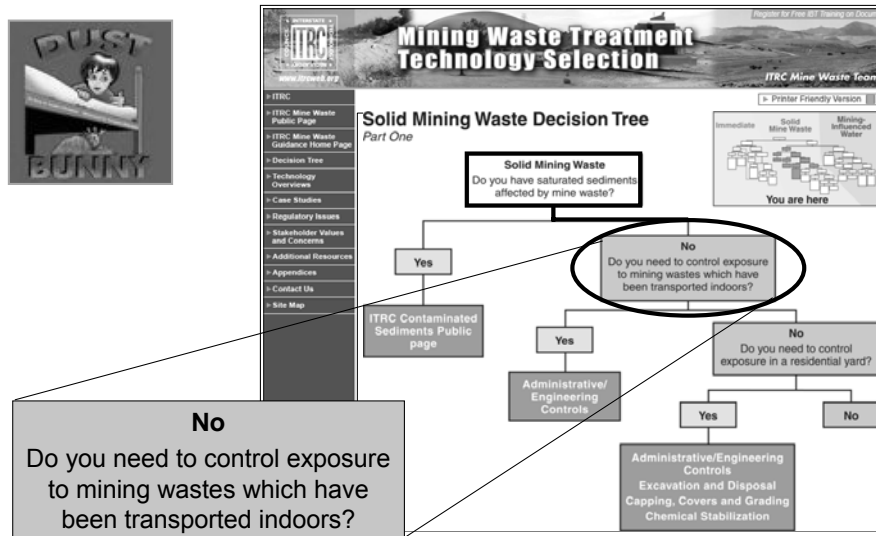 DUST
BUNNY
INTERSTATE
COUNCIL
ITRC
REGULATORY
www.itrcweb.org
Mining Waste Treatment
Technology Selection
Register for Free IBT Training on Docum
ITRC Mine Waste Team
ITRC
ITRC Mine Waste
Public Page
ITRC Mine Waste
Guidance Home Page
Decision Tree
Technology
Overviews
Case Studies
Regulatory Issues
Stakeholder Values
and Concerns
Additional Resources
Appendices
Contact Us
Site Map
Printer Friendly Version
Solid Mining Waste Decision Tree
Part One
Immediate
Solid
Mine Waste
Mining-
Influenced
Water
You are here
Solid Mining Waste
Do you have saturated sediments
affected by mine waste?
Yes
ITRC Contaminated
Sediments Public
page
No
Do you need to control exposure
to mining wastes which have
been transported indoors?
Yes
Administrative/
Engineering
Controls
No
Do you need to control
exposure in a residential yard?
Yes
No
Administrative/Engineering
Controls
Excavation and Disposal
Capping, Covers and Grading
Chemical Stabilization
No
Do you need to control exposure
to mining wastes which have
been transported indoors?